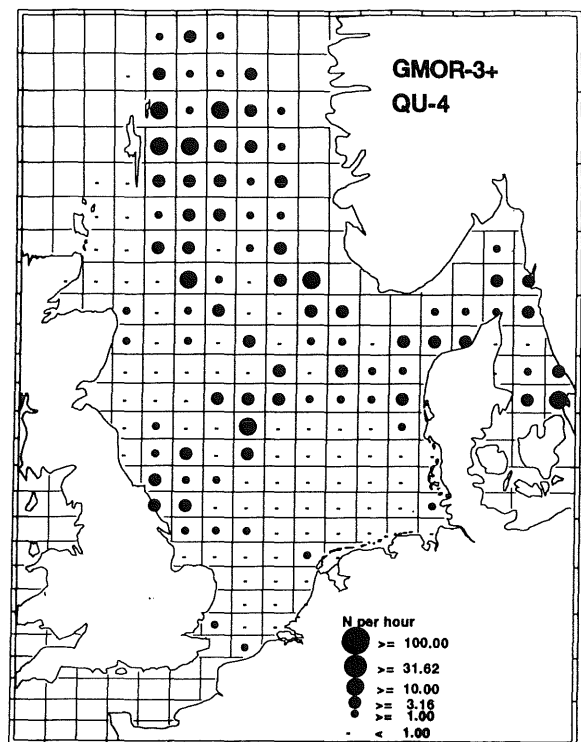 GMOR-3+
QU-4
N per hour
>= 100.00
>= 31.62
>= 10.00
>= 3.16
>= 1.00
- < 1.00